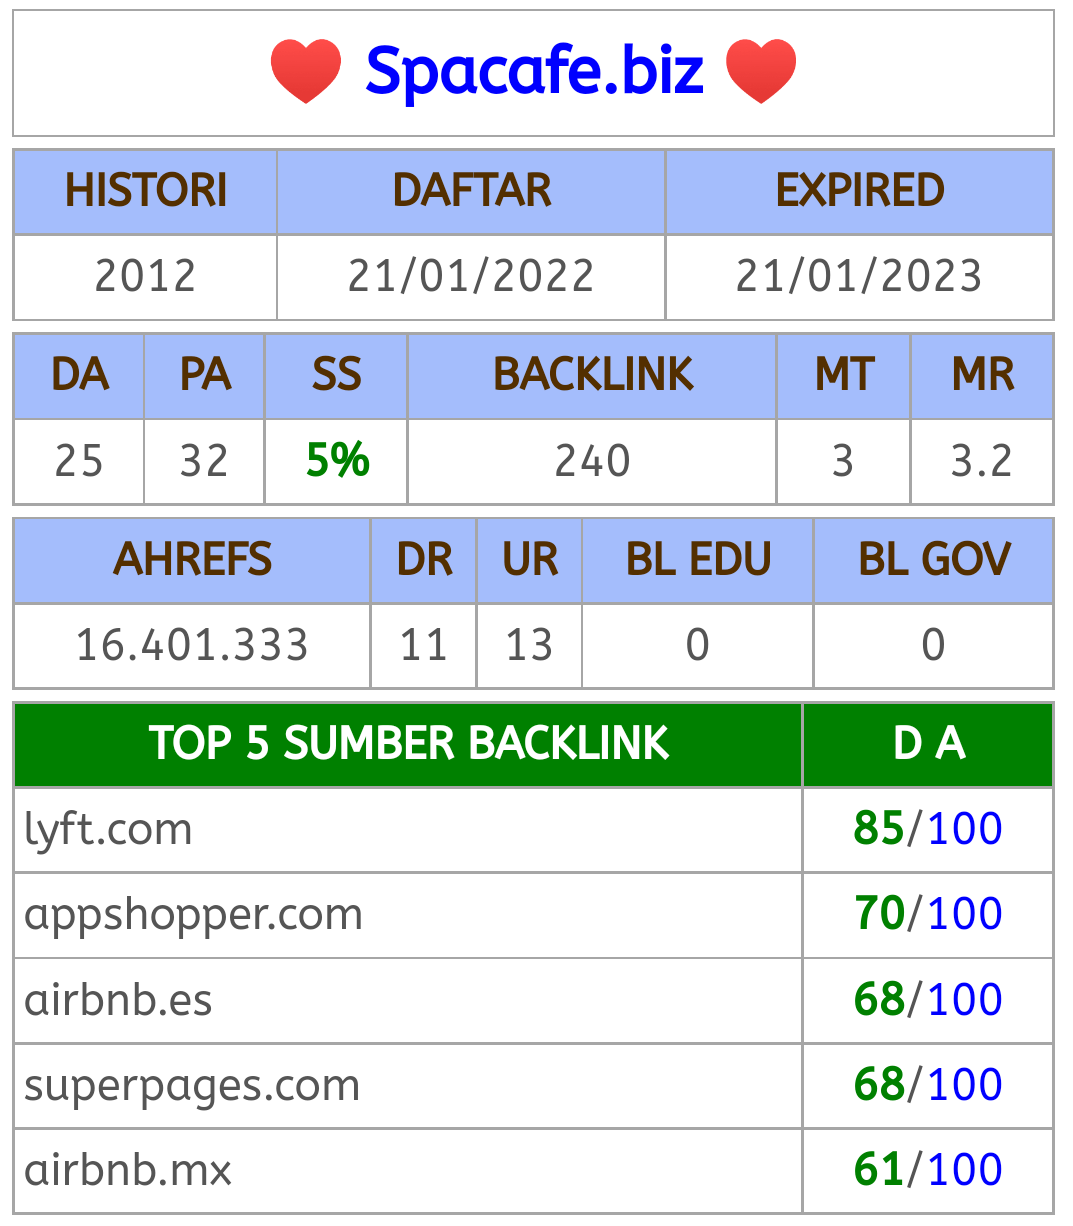 ❤️ Spacafe.biz ❤️
HISTORI DAFTAR EXPIRED
2012 21/01/2022 21/01/2023
DA PA SS BACKLINK MT MR
25 32 5% 240 3 3.2
AHREFS DR UR BL EDU BL GOV
16.401.333 11 13 0 0
TOP 5 SUMBER BACKLINK D A
lyft.com 85/100
appshopper.com 70/100
airbnb.es 68/100
superpages.com 68/100
airbnb.mx 61/100